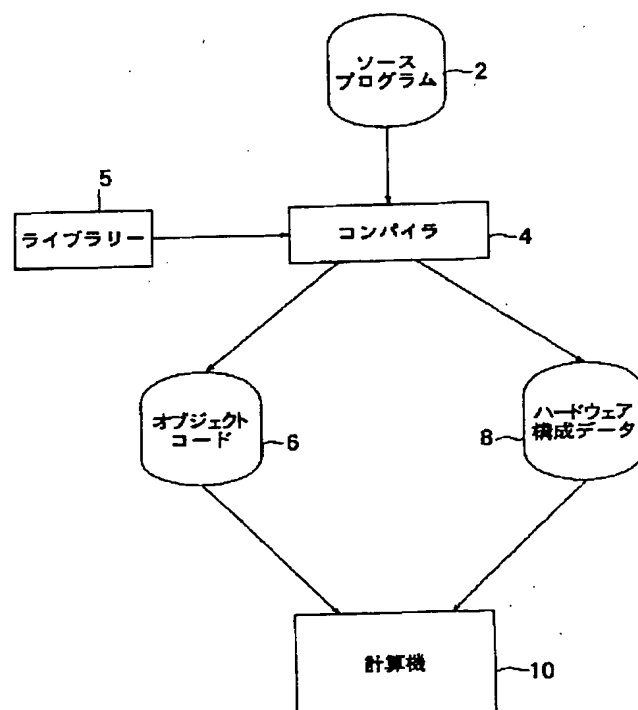 ソース
プログラム
2
5
ライブラリー
コンパイラ
4
オブジェクト
コード
6
ハードウェア
構成データ
8
計算機
10